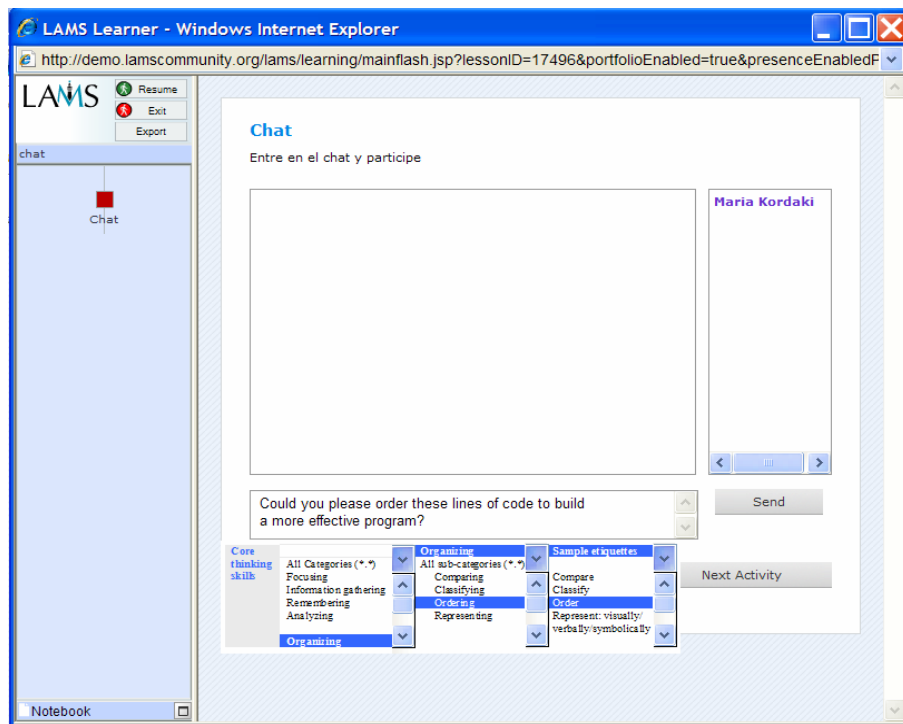 LAMS Learner - Windows Internet Explorer
http://demo.lamscommunity.org/lams/learning/mainflash.jsp?lessonID=17496&portfolioEnabled=true&presenceEnabledP
LAMS
Resume
Exit
Export
chat
Chat
Chat
Entre en el chat y participe
Maria Kordaki
Could you please order these lines of code to build
a more effective program?
Send
Core
thinking
skills
All Categories (*.*)
Focusing
Information gathering
Remembering
Analyzing
Organizing
Organizing
All sub-categories (*.*)
Comparing
Classifying
Ordering
Representing
Sample etiquettes
Compare
Classify
Order
Represent: visually/
verbally/symbolically
Next Activity
Notebook